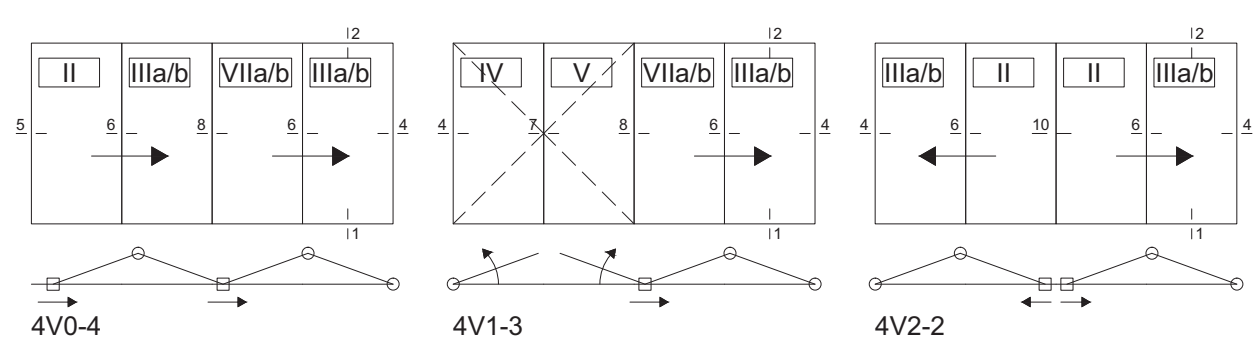 2 2 2
II IIIa/b VIIa/b IIIa/b IV V VIIa/b IIIa/b IIIa/b II II IIIa/b
5 6 8 6 4 4 7 8 6 4 4 6 10 6 4
1 1 1
4V0-4 4V1-3 4V2-2